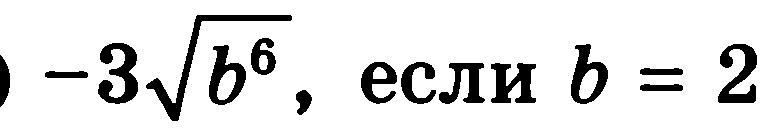 ) −3√b⁶, если b = 2